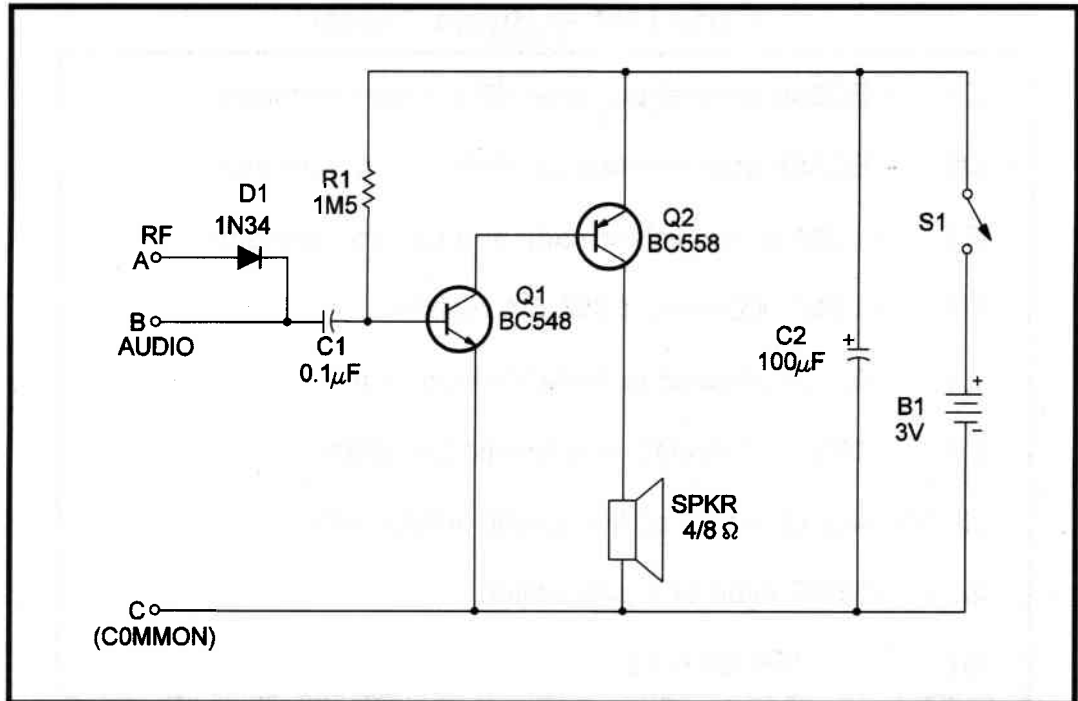 R1
1M5
D1
1N34
RF
A
B
AUDIO
C1
0.1µF
Q1
BC548
Q2
BC558
S1
C2
100µF
+
B1
3V
+
−
SPKR
4/8 Ω
C
(C0MMON)